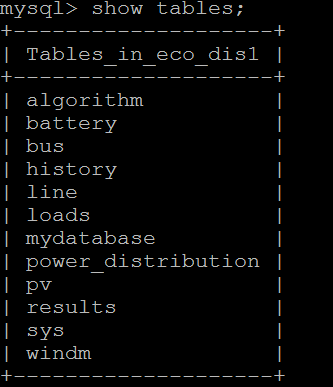 mysql> show tables;
+--------------------+
| Tables_in_eco_dis1 |
+--------------------+
| algorithm          |
| battery            |
| bus                |
| history            |
| line               |
| loads              |
| mydatabase         |
| power_distribution |
| pv                 |
| results            |
| sys                |
| windm              |
+--------------------+